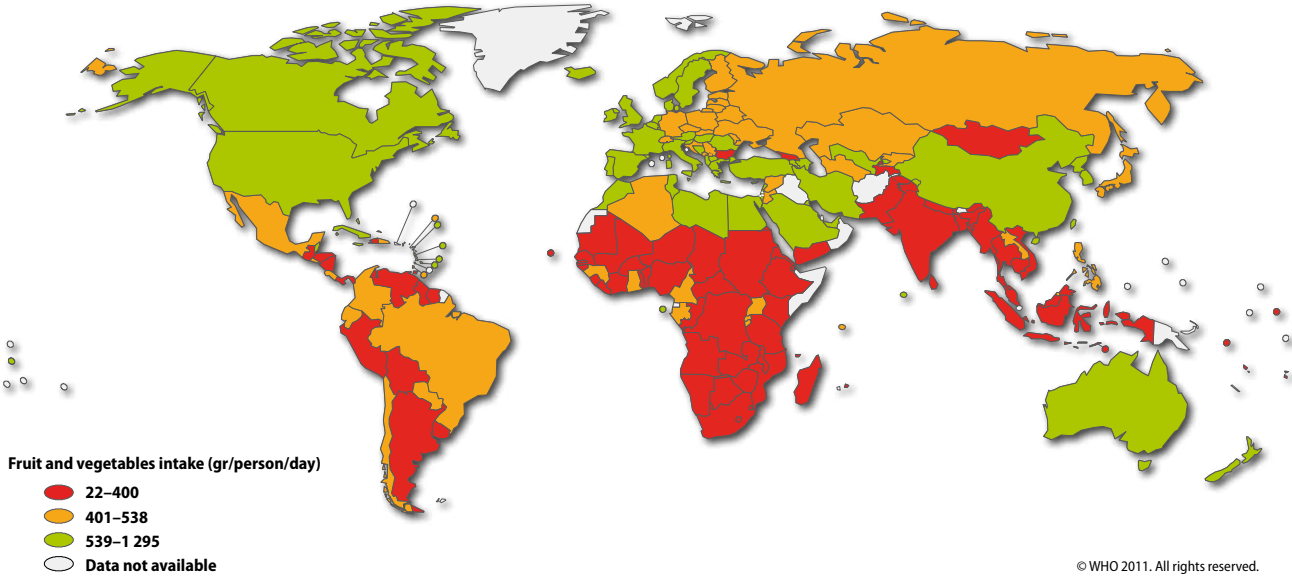 Fruit and vegetables intake (gr/person/day)
22–400
401–538
539–1 295
Data not available
© WHO 2011. All rights reserved.